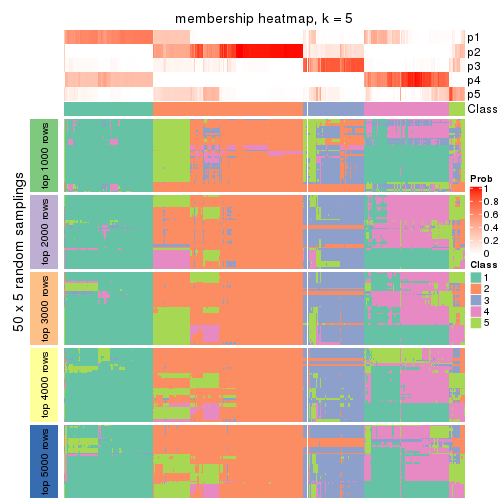 membership heatmap, k = 5
p1
p2
p3
p4
p5
Class
50 x 5 random samplings
top 1000 rows
top 2000 rows
top 3000 rows
top 4000 rows
top 5000 rows
Prob
1
0.8
0.6
0.4
0.2
0
Class
1
2
3
4
5